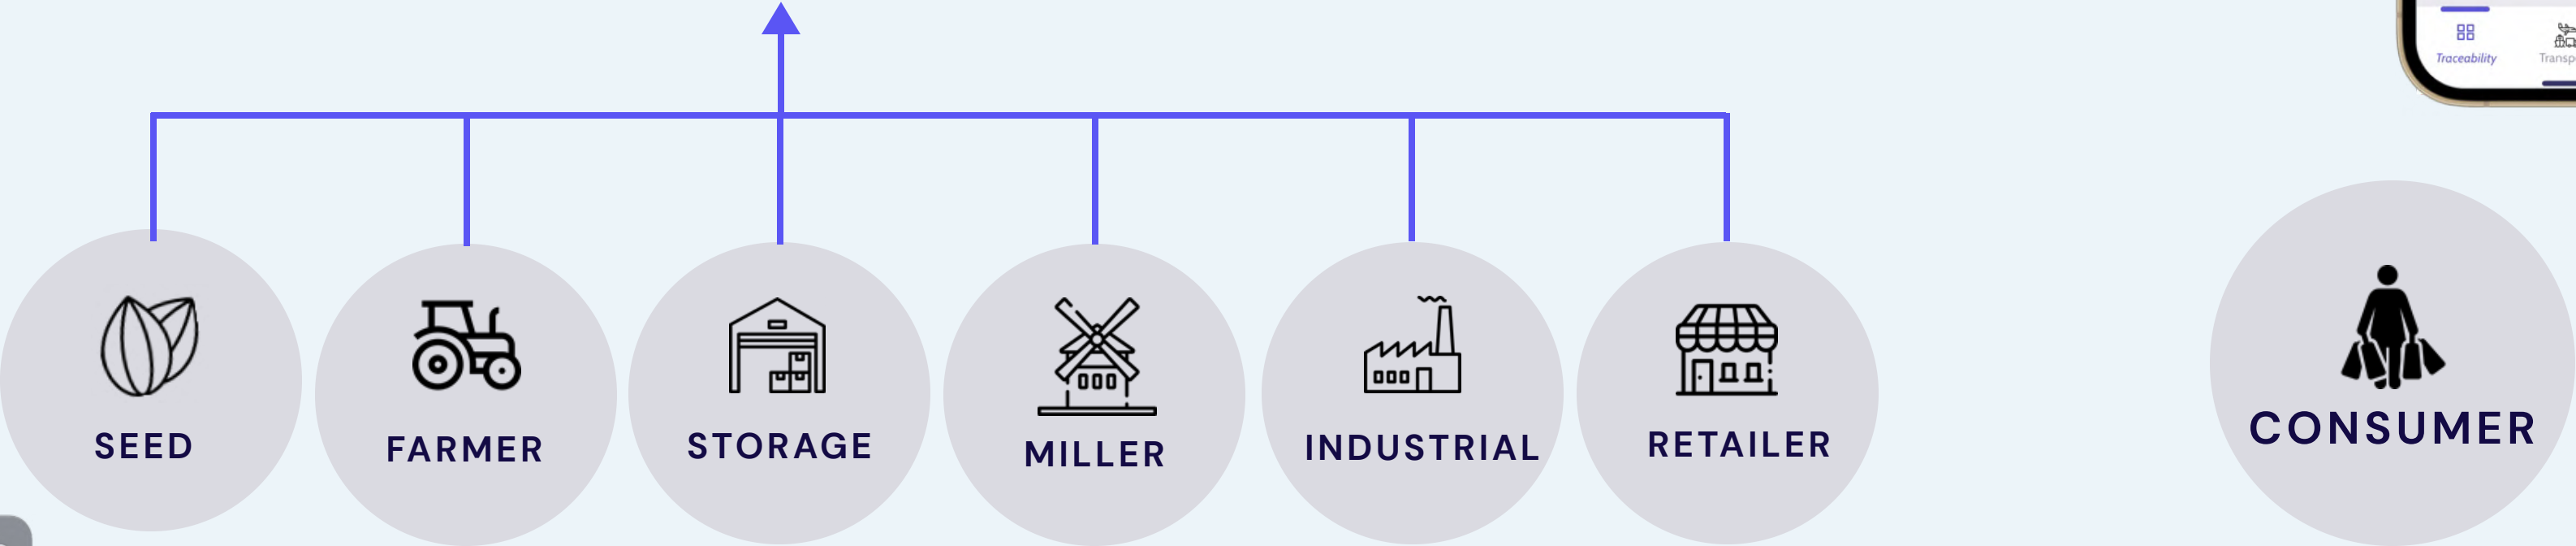 Traceability
SEED
FARMER
STORAGE
MILLER
INDUSTRIAL
RETAILER
CONSUMER